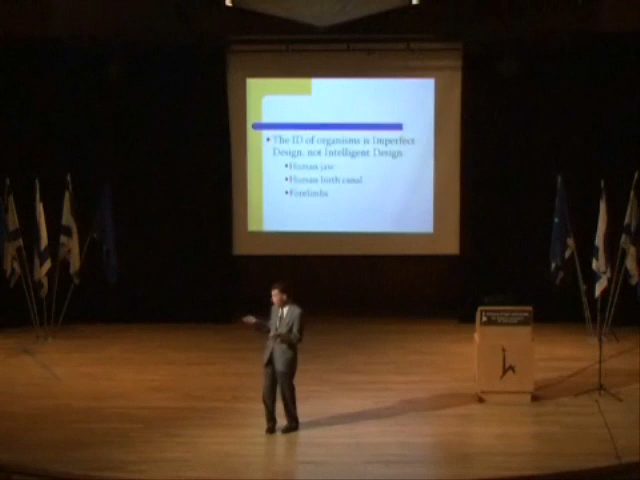 • The ID of organisms is Imperfect
Design, not Intelligent Design
• Human jaw
• Human birth canal
• Forelimbs